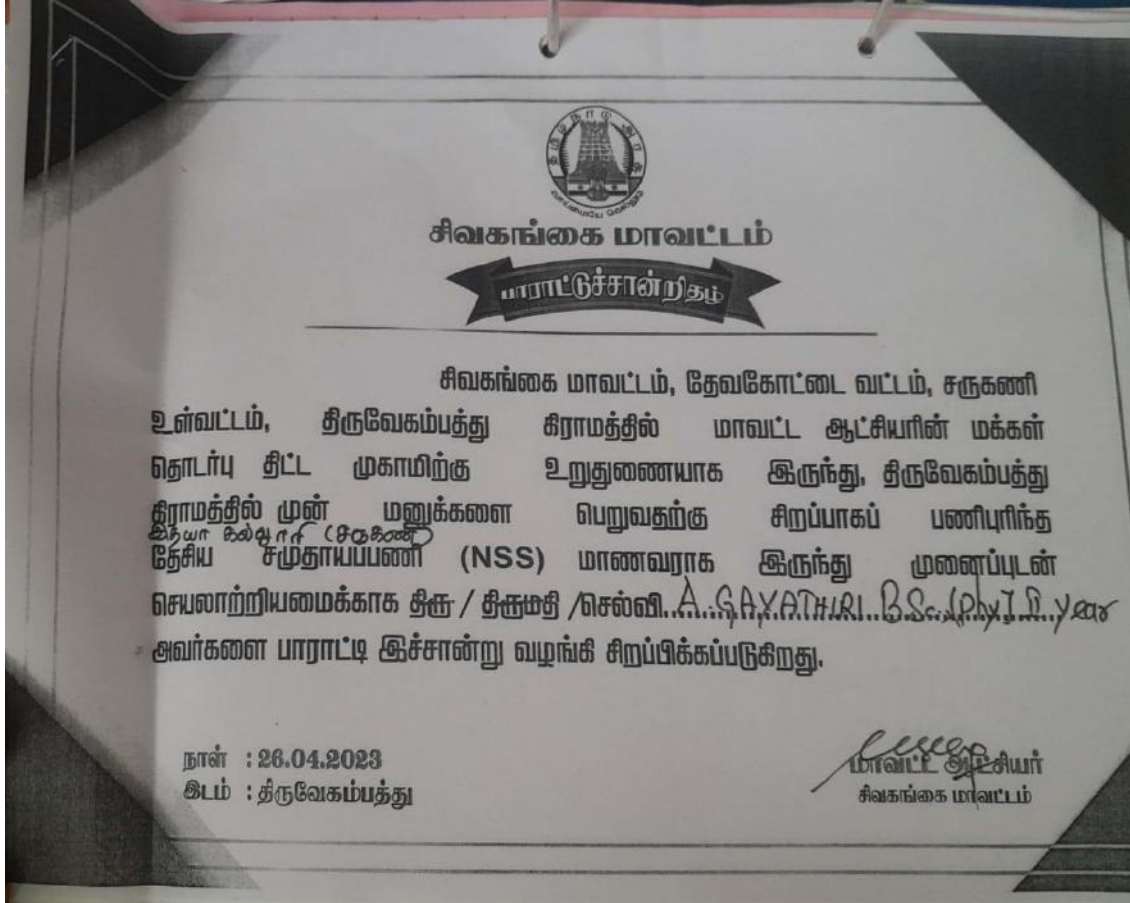 தமிழ்நாடு அரசு
வாய்மையே வெல்லும்
சிவகங்கை மாவட்டம்
பாராட்டுச்சான்றிதழ்
சிவகங்கை மாவட்டம், தேவகோட்டை வட்டம், சருகணி
உள்வட்டம், திருவேகம்பத்து கிராமத்தில் மாவட்ட ஆட்சியரின் மக்கள்
தொடர்பு திட்ட முகாமிற்கு உறுதுணையாக இருந்து, திருவேகம்பத்து
கிராமத்தில் முன் மனுக்களை பெறுவதற்கு சிறப்பாகப் பணிபுரிந்த
இதயா கல்லூரி (சருகணி)
தேசிய சமுதாயப்பணி (NSS) மாணவராக இருந்து முனைப்புடன்
செயலாற்றியமைக்காக திரு / திருமதி /செல்வி..A. GAYATHIRI. B.Sc.(Phy) II year
அவர்களை பாராட்டி இச்சான்று வழங்கி சிறப்பிக்கப்படுகிறது.
நாள் : 26.04.2023
இடம் : திருவேகம்பத்து
மாவட்ட ஆட்சியர்
சிவகங்கை மாவட்டம்